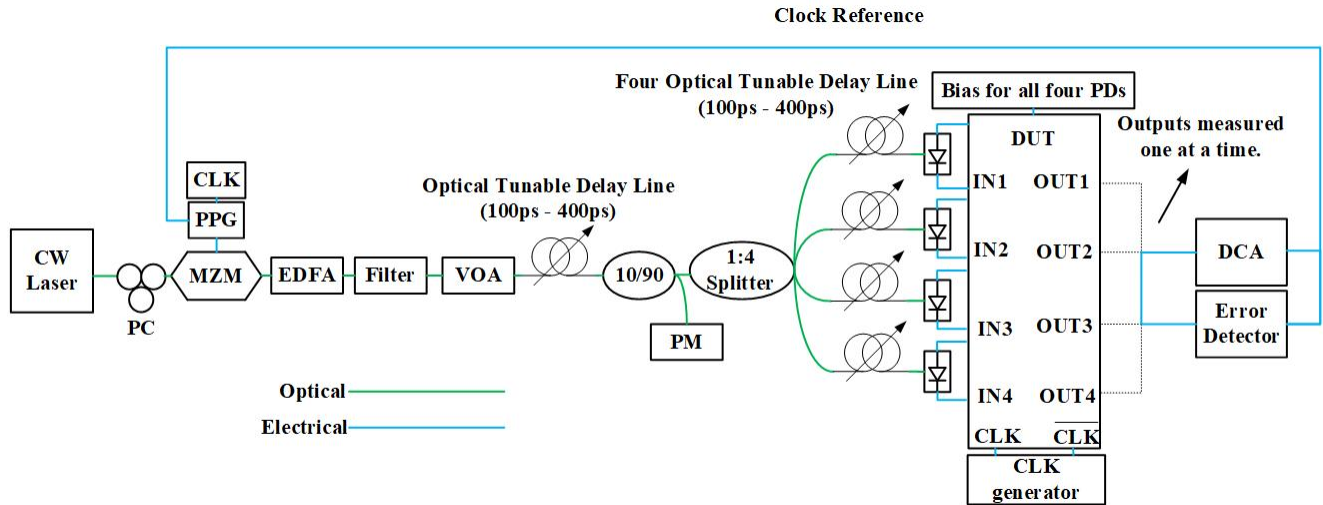 Clock Reference
Four Optical Tunable Delay Line
(100ps - 400ps)
Bias for all four PDs
Outputs measured
one at a time.
DUT
CLK
PPG
Optical Tunable Delay Line
(100ps - 400ps)
IN1
OUT1
CW
Laser
PC
MZM
EDFA
Filter
VOA
10/90
1:4
Splitter
IN2
OUT2
DCA
PM
IN3
OUT3
Error
Detector
Optical
Electrical
IN4
OUT4
CLK
CLK
CLK
generator